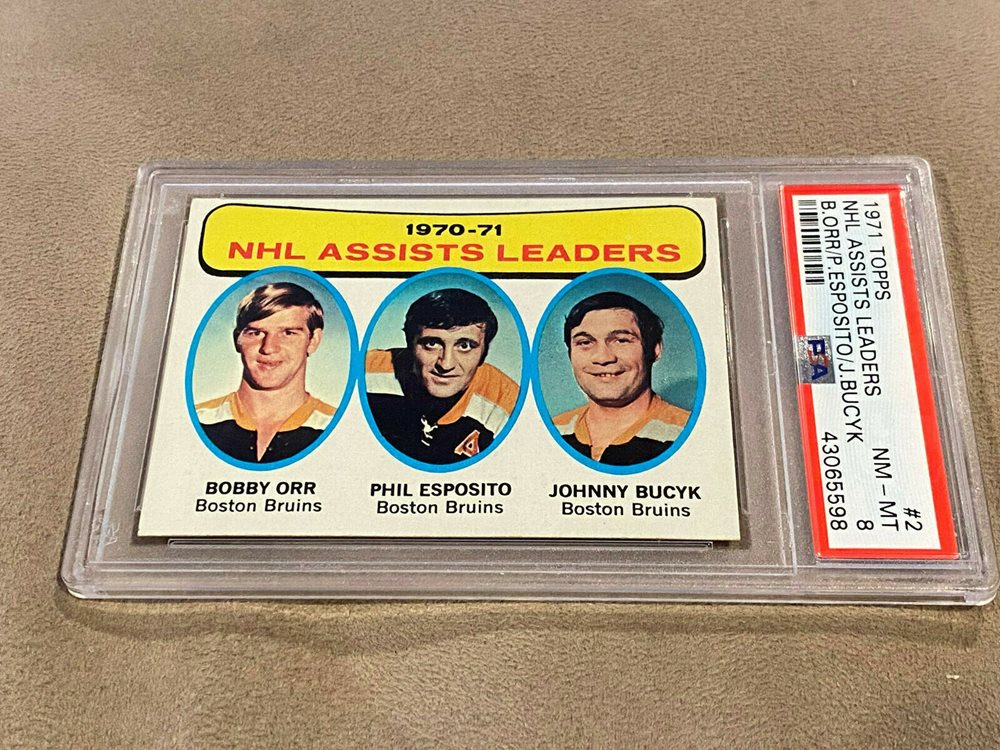 1970-71
NHL ASSISTS LEADERS
BOBBY ORR
Boston Bruins
PHIL ESPOSITO
Boston Bruins
JOHNNY BUCYK
Boston Bruins
A
1971 TOPPS #2
NHL ASSISTS LEADERS NM – MT
B.ORR/P.ESPOSITO/J.BUCYK 8
PSA 43065598